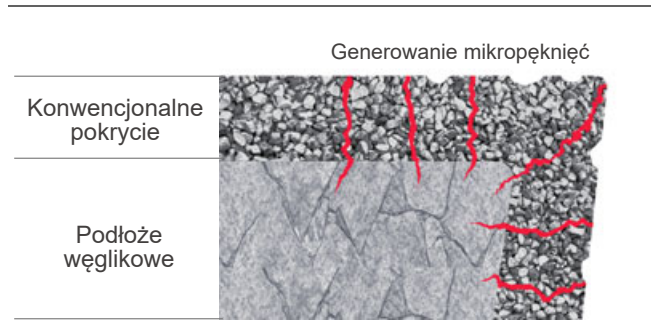 Generowanie mikropęknięć
Konwencjonalne
pokrycie
Podłoże
węglikowe